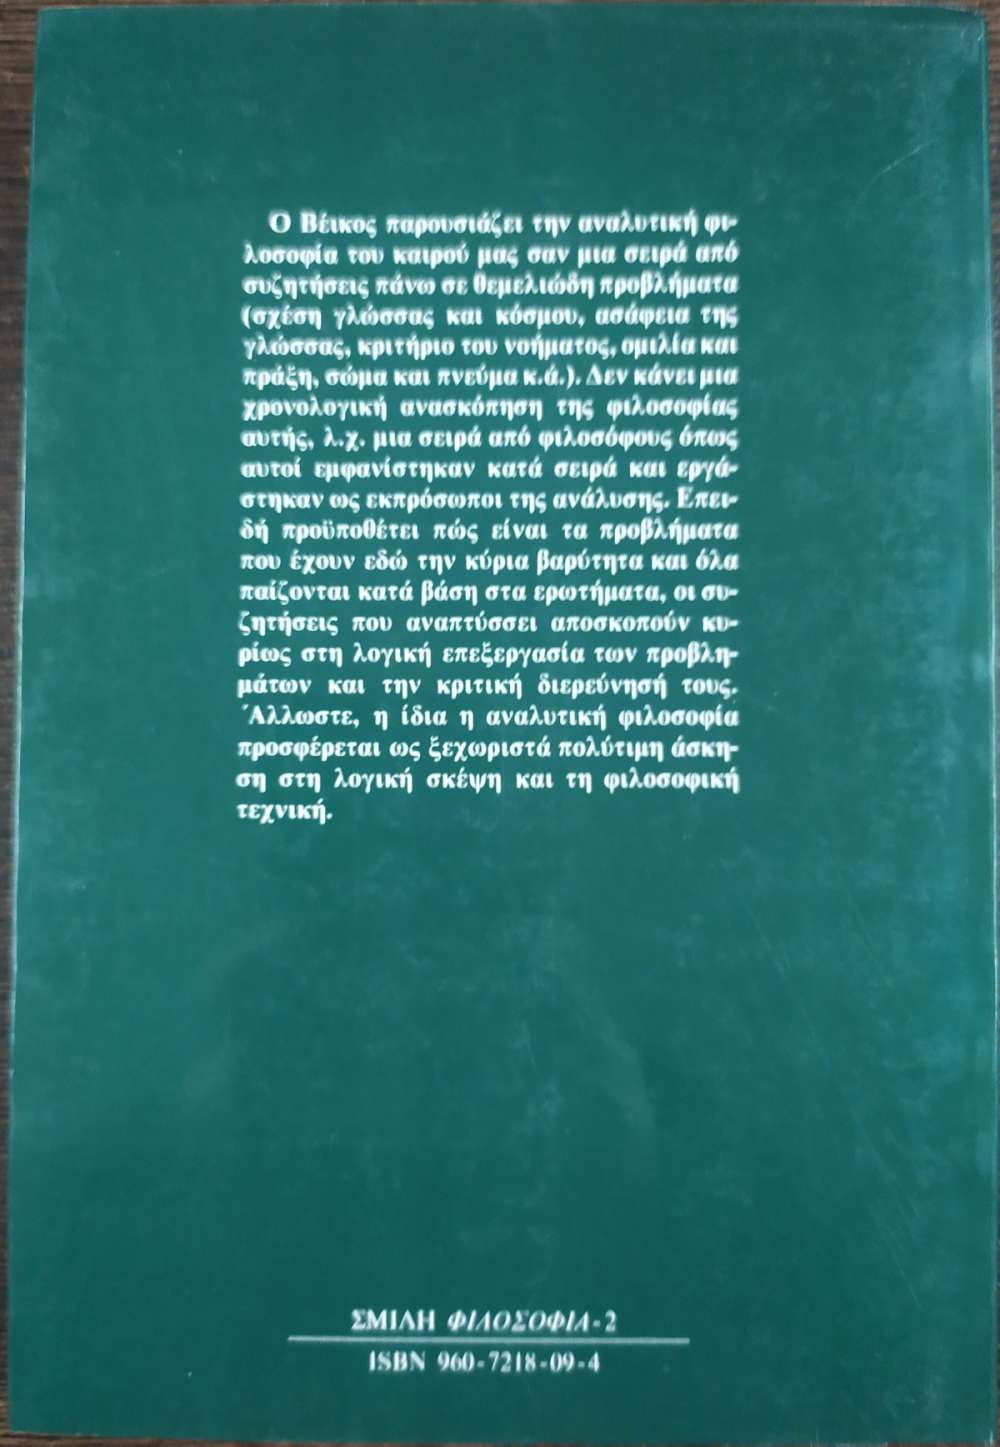 Ο Βέικος παρουσιάζει την αναλυτική φι-
λοσοφία του καιρού μας σαν μια σειρά από
συζητήσεις πάνω σε θεμελιώδη προβλήματα
(σχέση γλώσσας και κόσμου, ασάφεια της
γλώσσας, κριτήριο του νοήματος, ομιλία και
πράξη, σώμα και πνεύμα κ.ά.). Δεν κάνει μια
χρονολογική ανασκόπηση της φιλοσοφίας
αυτής, λ.χ. μια σειρά από φιλοσόφους όπως
αυτοί εμφανίστηκαν κατά σειρά και εργά-
στηκαν ως εκπρόσωποι της ανάλυσης. Επει-
δή προϋποθέτει πώς είναι τα προβλήματα
που έχουν εδώ την κύρια βαρύτητα και όλα
παίζονται κατά βάση στα ερωτήματα, οι συ-
ζητήσεις που αναπτύσσει αποσκοπούν κυ-
ρίως στη λογική επεξεργασία των προβλη-
μάτων και την κριτική διερεύνησή τους.
Άλλωστε, η ίδια η αναλυτική φιλοσοφία
προσφέρεται ως ξεχωριστά πολύτιμη άσκη-
ση στη λογική σκέψη και τη φιλοσοφική
τεχνική.
ΣΜΙΛΗ ΦΙΛΟΣΟΦΙΑ-2
ISBN 960-7218-09-4